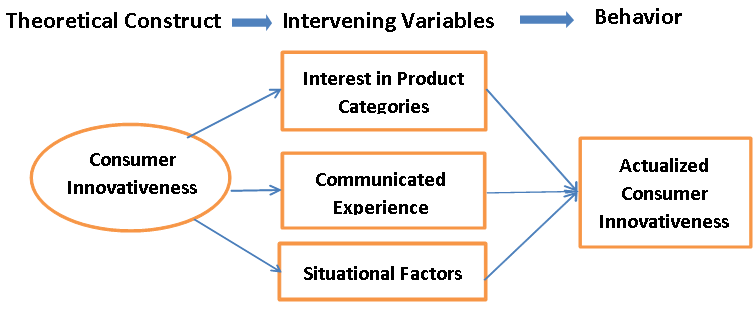 Theoretical Construct
Intervening Variables
Behavior
Interest in Product
Categories
Consumer
Innovativeness
Communicated
Experience
Situational Factors
Actualized
Consumer
Innovativeness